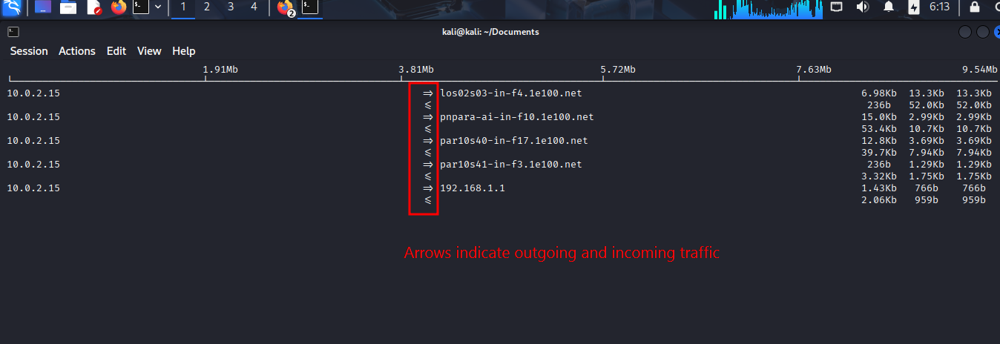 1 2 3 4 2 6:13
kali@kali: ~/Documents
Session Actions Edit View Help
1.91Mb 3.81Mb 5.72Mb 7.63Mb 9.54Mb
10.0.2.15 => los02s03-in-f4.1e100.net 6.98Kb 13.3Kb 13.3Kb
<= 236b 52.0Kb 52.0Kb
10.0.2.15 => pnpara-ai-in-f10.1e100.net 15.0Kb 2.99Kb 2.99Kb
<= 53.4Kb 10.7Kb 10.7Kb
10.0.2.15 => par10s40-in-f17.1e100.net 12.8Kb 3.69Kb 3.69Kb
<= 39.7Kb 7.94Kb 7.94Kb
10.0.2.15 => par10s41-in-f3.1e100.net 236b 1.29Kb 1.29Kb
<= 3.32Kb 1.75Kb 1.75Kb
10.0.2.15 => 192.168.1.1 1.43Kb 766b 766b
<= 2.06Kb 959b 959b
Arrows indicate outgoing and incoming traffic